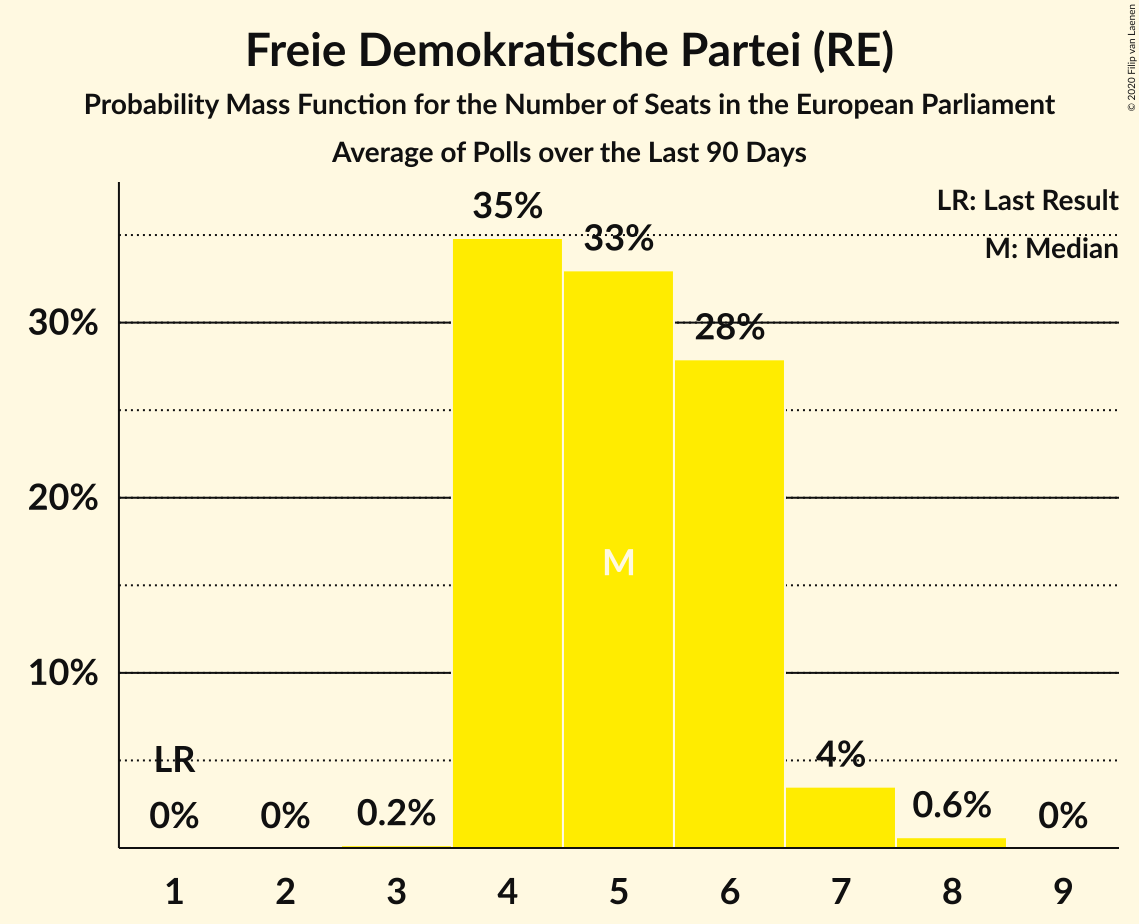 Freie Demokratische Partei (RE)
Probability Mass Function for the Number of Seats in the European Parliament
Average of Polls over the Last 90 Days
© 2020 Filip van Laenen
LR: Last Result
M: Median
35%
33%
28%
30%
20%
10%
M
LR
0%
0%
0.2%
4%
0.6%
0%
1 2 3 4 5 6 7 8 9